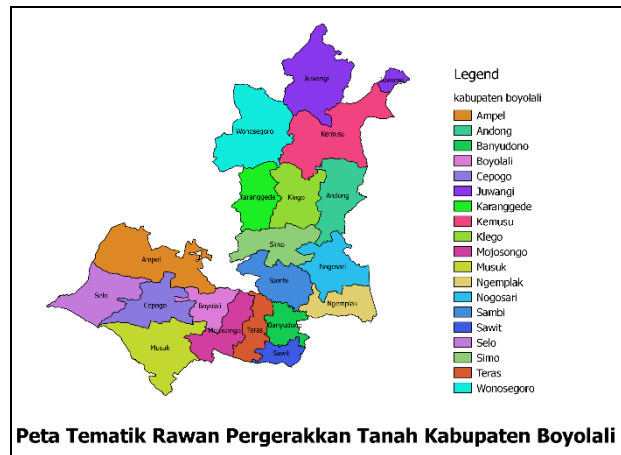 Juwangi
Juwangi
Wonosegoro
Kemusu
Karanggede
Klego
Andong
Simo
Nogosari
Ampel
Sambi
Selo
Cepogo
Boyolali
Ngemplak
Mojosongo
Teras
Banyudono
Musuk
Sawit
Legend
kabupaten boyolali
Ampel
Andong
Banyudono
Boyolali
Cepogo
Juwangi
Karanggede
Kemusu
Klego
Mojosongo
Musuk
Ngemplak
Nogosari
Sambi
Sawit
Selo
Simo
Teras
Wonosegoro
Peta Tematik Rawan Pergerakkan Tanah Kabupaten Boyolali